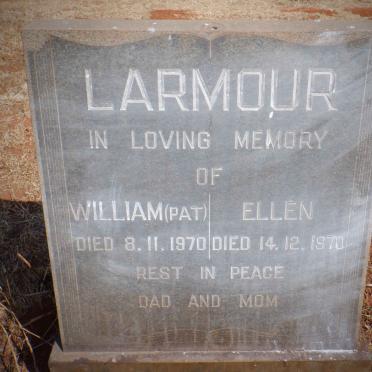 LARMOUR
IN LOVING MEMORY
OF
WILLIAM (PAT) ELLEN
DIED 8.11.1970 DIED 14.12.1970
REST IN PEACE
DAD AND MOM